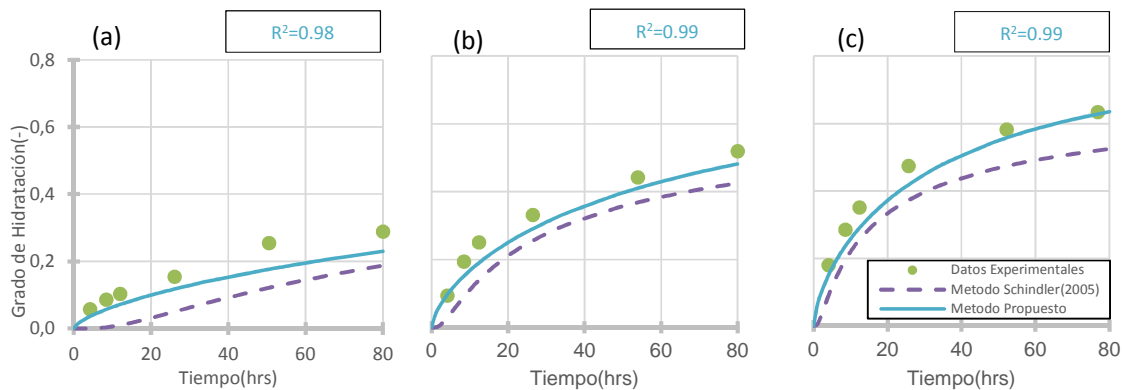 (a)
R²=0.98
(b)
R²=0.99
(c)
R²=0.99
Grado de Hidratación(-)
0,8
0,6
0,4
0,2
0,0
0 20 40 60 80
Tiempo(hrs)
0 20 40 60 80
Tiempo(hrs)
0 20 40 60 80
Tiempo(hrs)
Datos Experimentales
Metodo Schindler(2005)
Metodo Propuesto